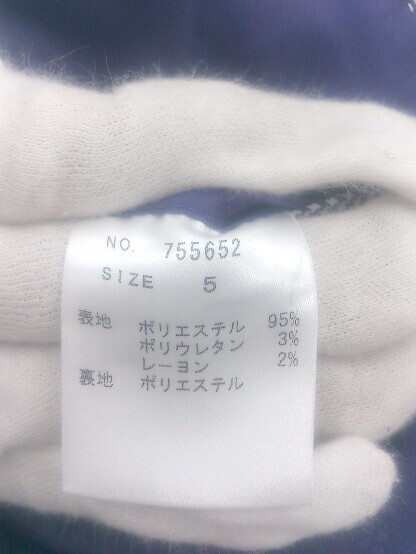 NO. 755652
SIZE 5
表地 ポリエステル 95%
ポリウレタン 3%
レーヨン 2%
裏地 ポリエステル